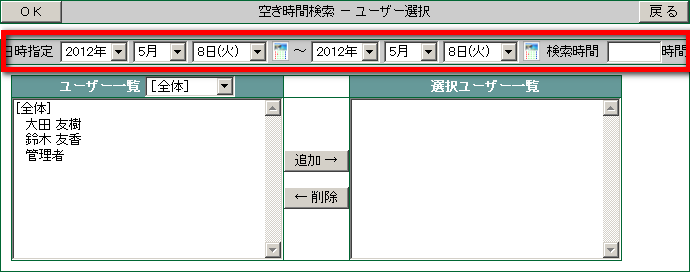 ＯＫ 空き時間検索 － ユーザー選択 戻る
日時指定 2012年 5月 8日(火) ～ 2012年 5月 8日(火) 検索時間 時間
ユーザー一覧 [全体] 選択ユーザー一覧
[全体]
大田 友樹
鈴木 友香
管理者
追加 →
← 削除